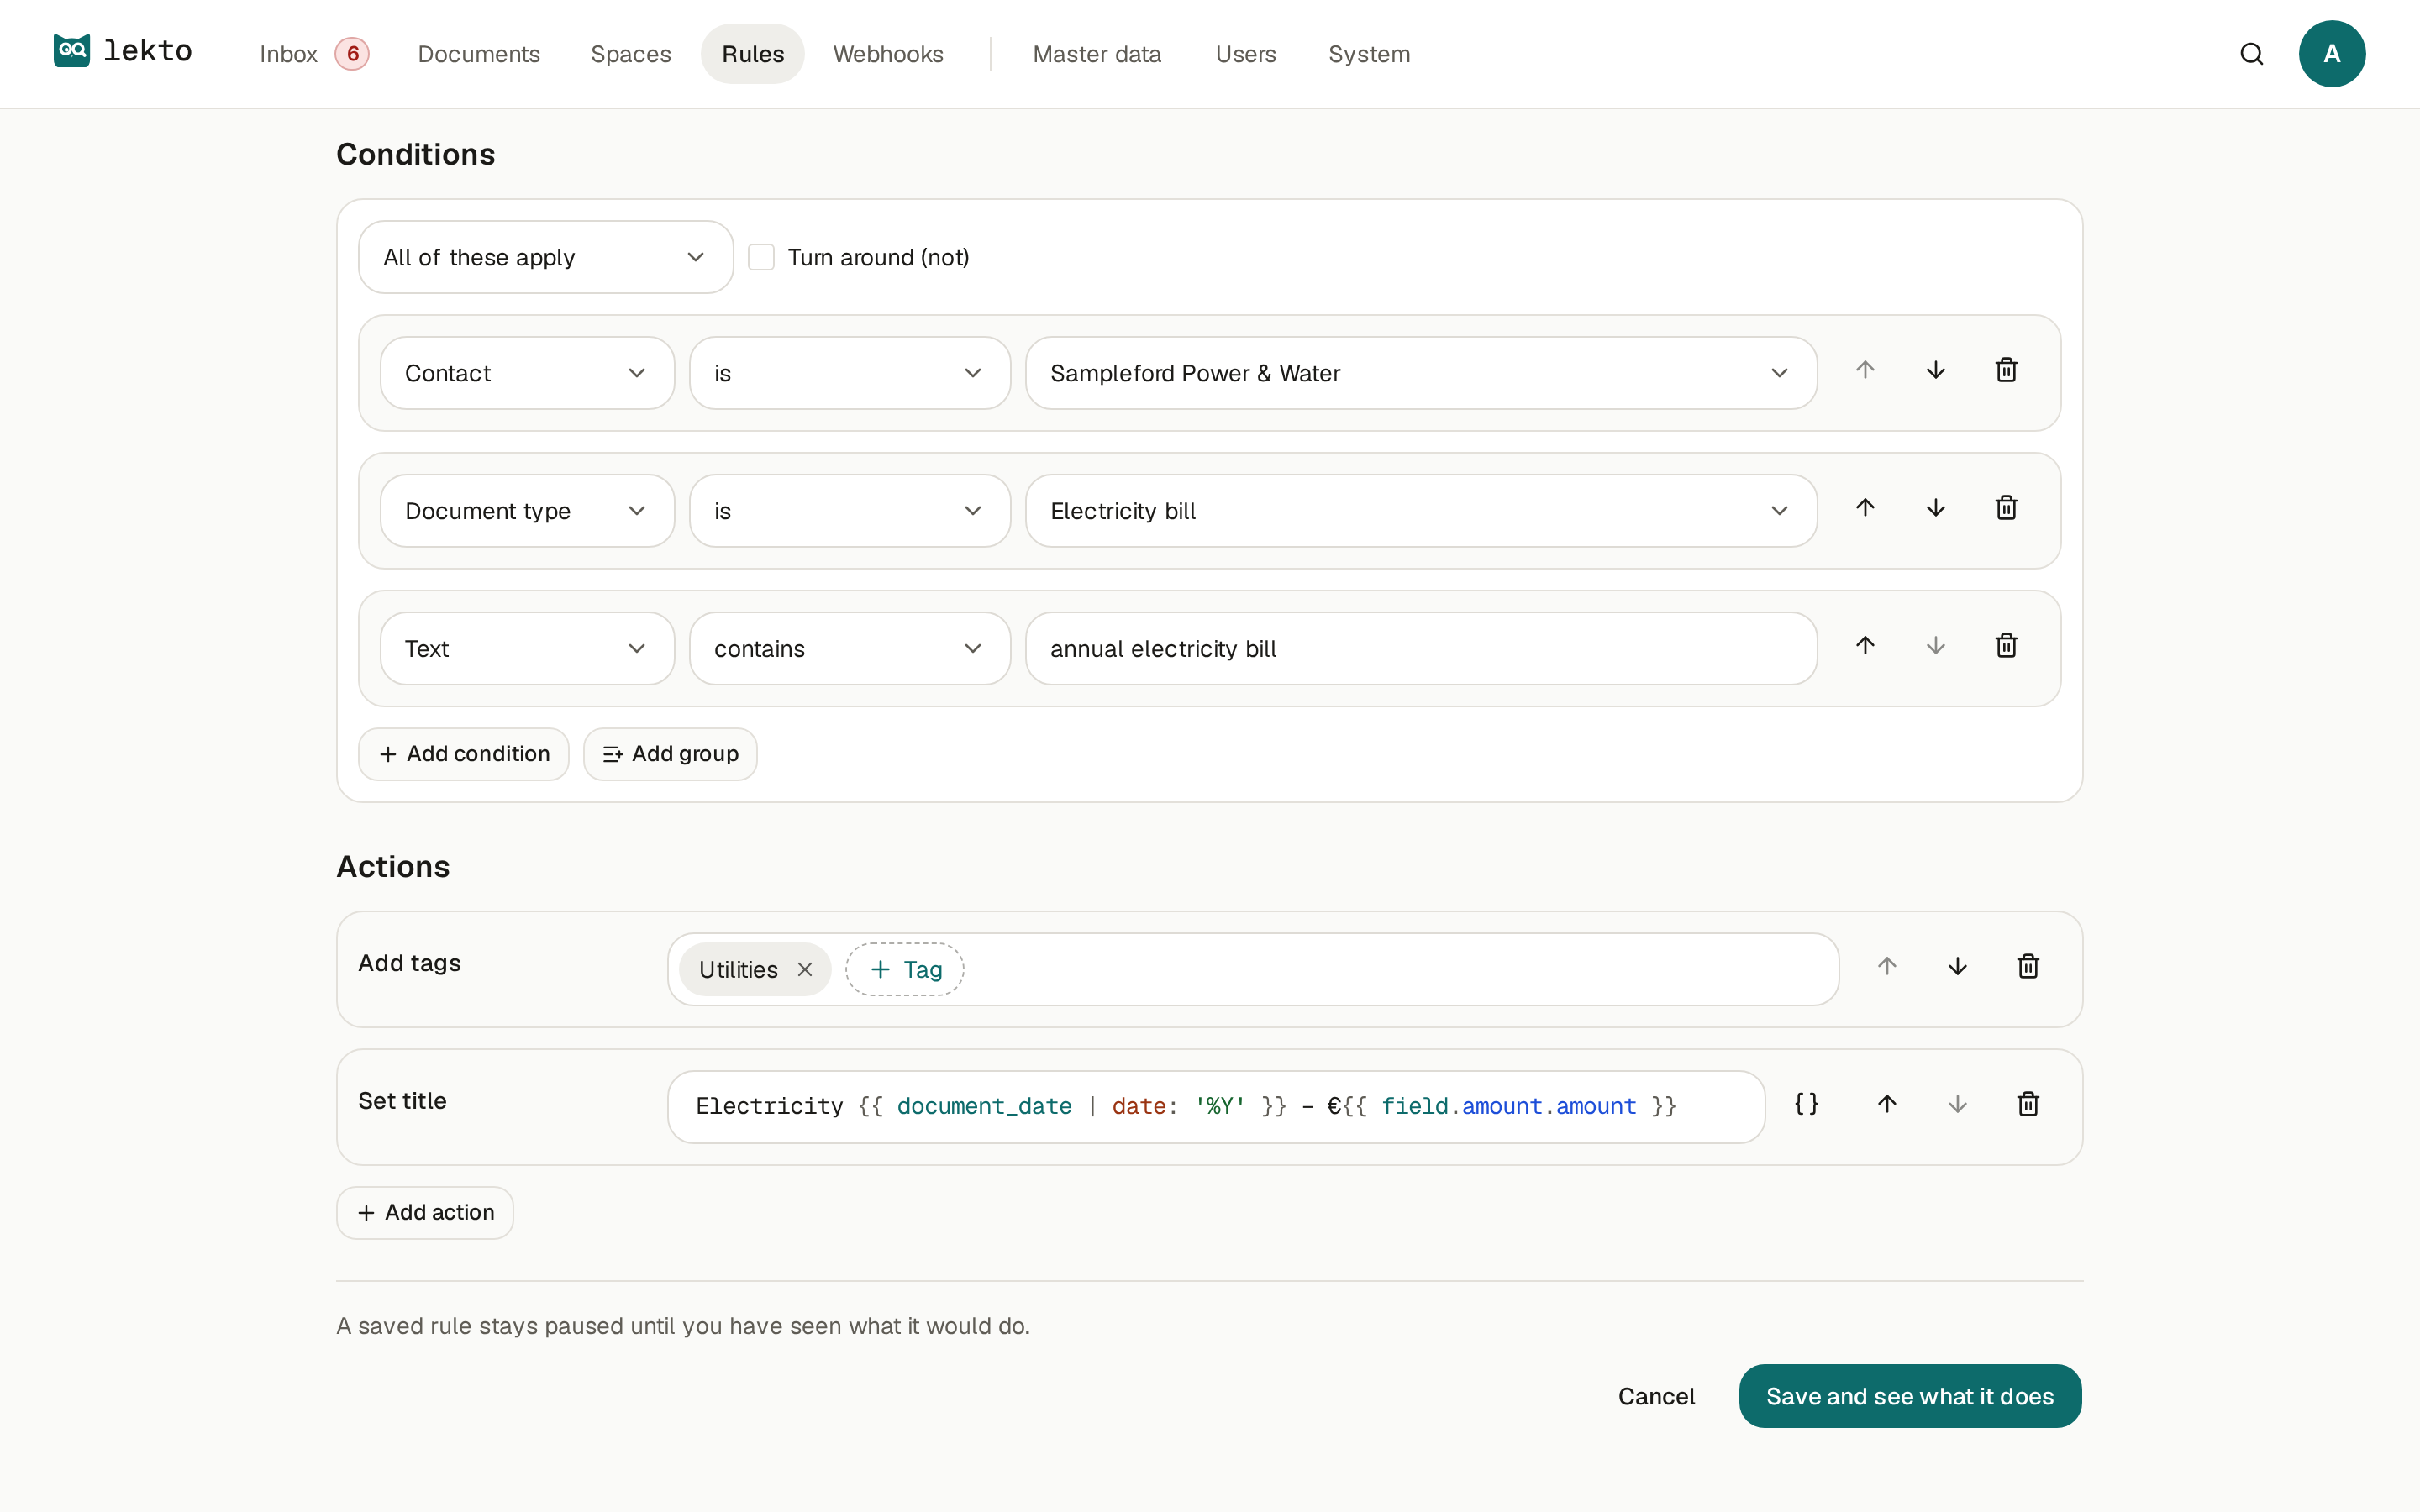 lekto Inbox 6 Documents Spaces Rules Webhooks Master data Users System A
Conditions
All of these apply Turn around (not)
Contact is Sampleford Power & Water
Document type is Electricity bill
Text contains annual electricity bill
Add condition Add group
Actions
Add tags Utilities Tag
Set title Electricity {{ document_date | date: '%Y' }} – €{{ field.amount.amount }} {}
Add action
A saved rule stays paused until you have seen what it would do.
Cancel Save and see what it does